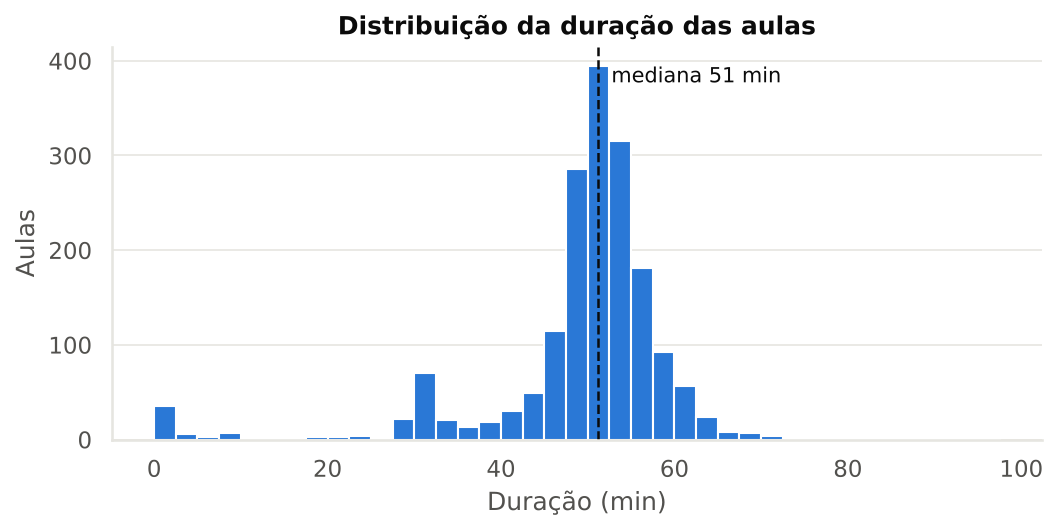 Distribuição da duração das aulas
mediana 51 min
400
300
200
100
0
Aulas
0 20 40 60 80 100
Duração (min)